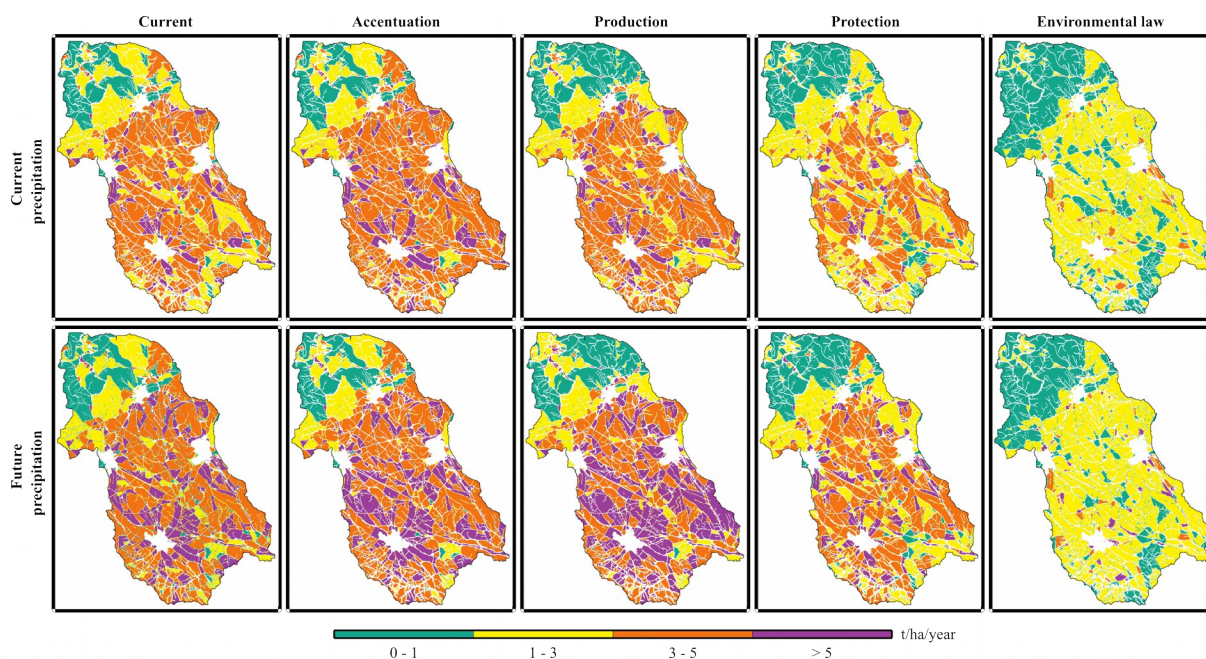 Current
Accentuation
Production
Protection
Environmental law
Current
precipitation
Future
precipitation
t/ha/year
0 - 1
1 - 3
3 - 5
> 5